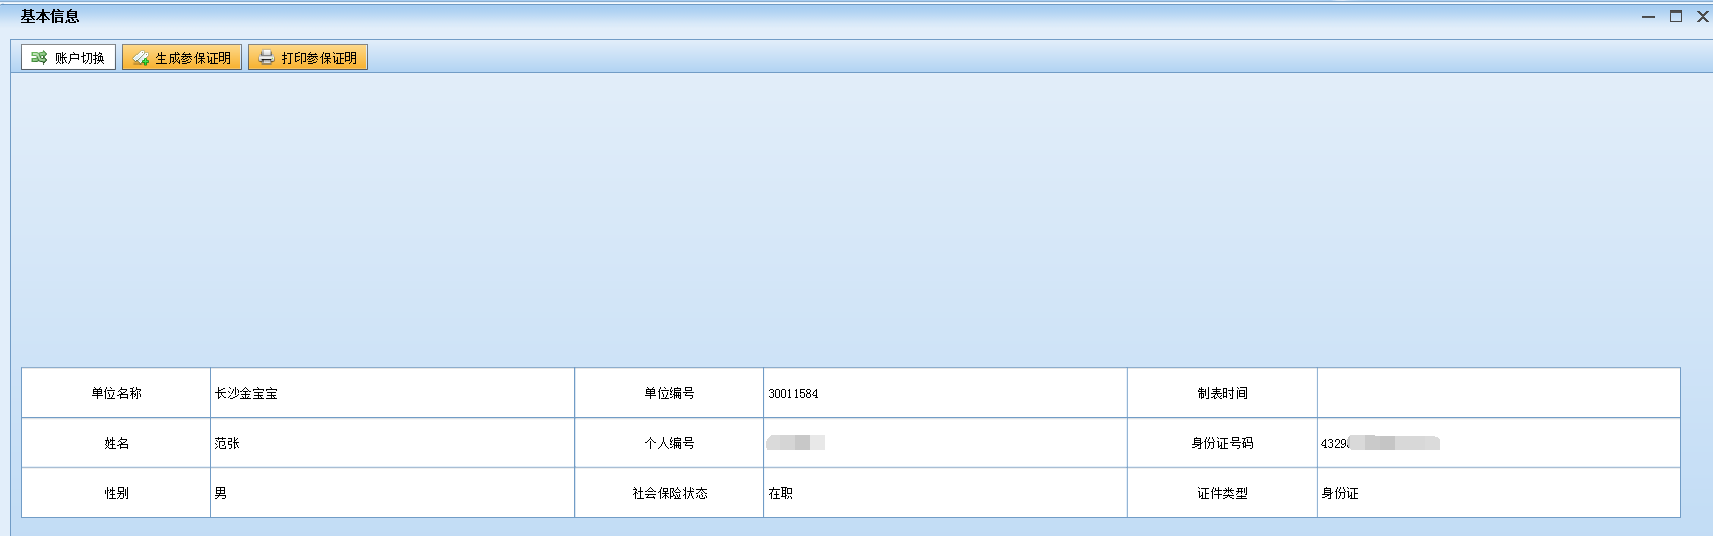 基本信息
账户切换 生成参保证明 打印参保证明
单位名称 长沙金宝宝 单位编号 30011584 制表时间
姓名 范张 个人编号 身份证号码 4329
性别 男 社会保险状态 在职 证件类型 身份证